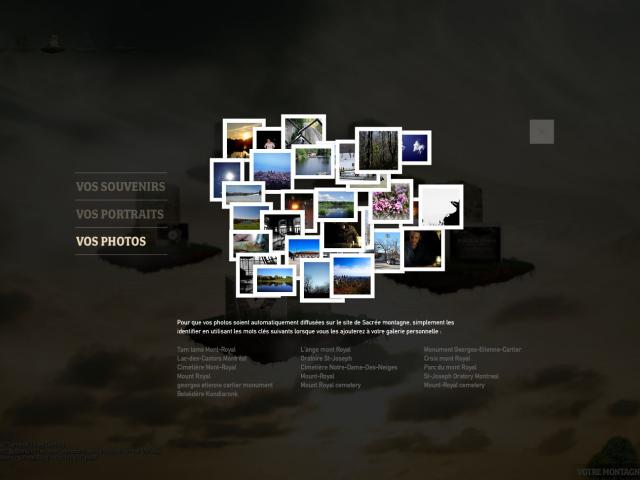 VOS SOUVENIRS
VOS PORTRAITS
VOS PHOTOS
Pour que vos photos soient automatiquement diffusées sur le site de Sacrée montagne, simplement les
identifier en utilisant les mots clés suivants lorsque vous les ajouterez à votre galerie personnelle :
Tam tams Mont-Royal
Lac-des-Castors Montréal
Cimetière Mont-Royal
Mount Royal
georges etienne cartier monument
Belvédère Kondiaronk
L'ange mont Royal
Oratoire St-Joseph
Cimetière Notre-Dame-Des-Neiges
Mount-Royal
Mount Royal cemetery
Monument Georges-Etienne-Cartier
Croix mont Royal
Parc du mont Royal
St-Joseph Oratory Montreal
Mount-Royal cemetery
VOTRE MONTAGN